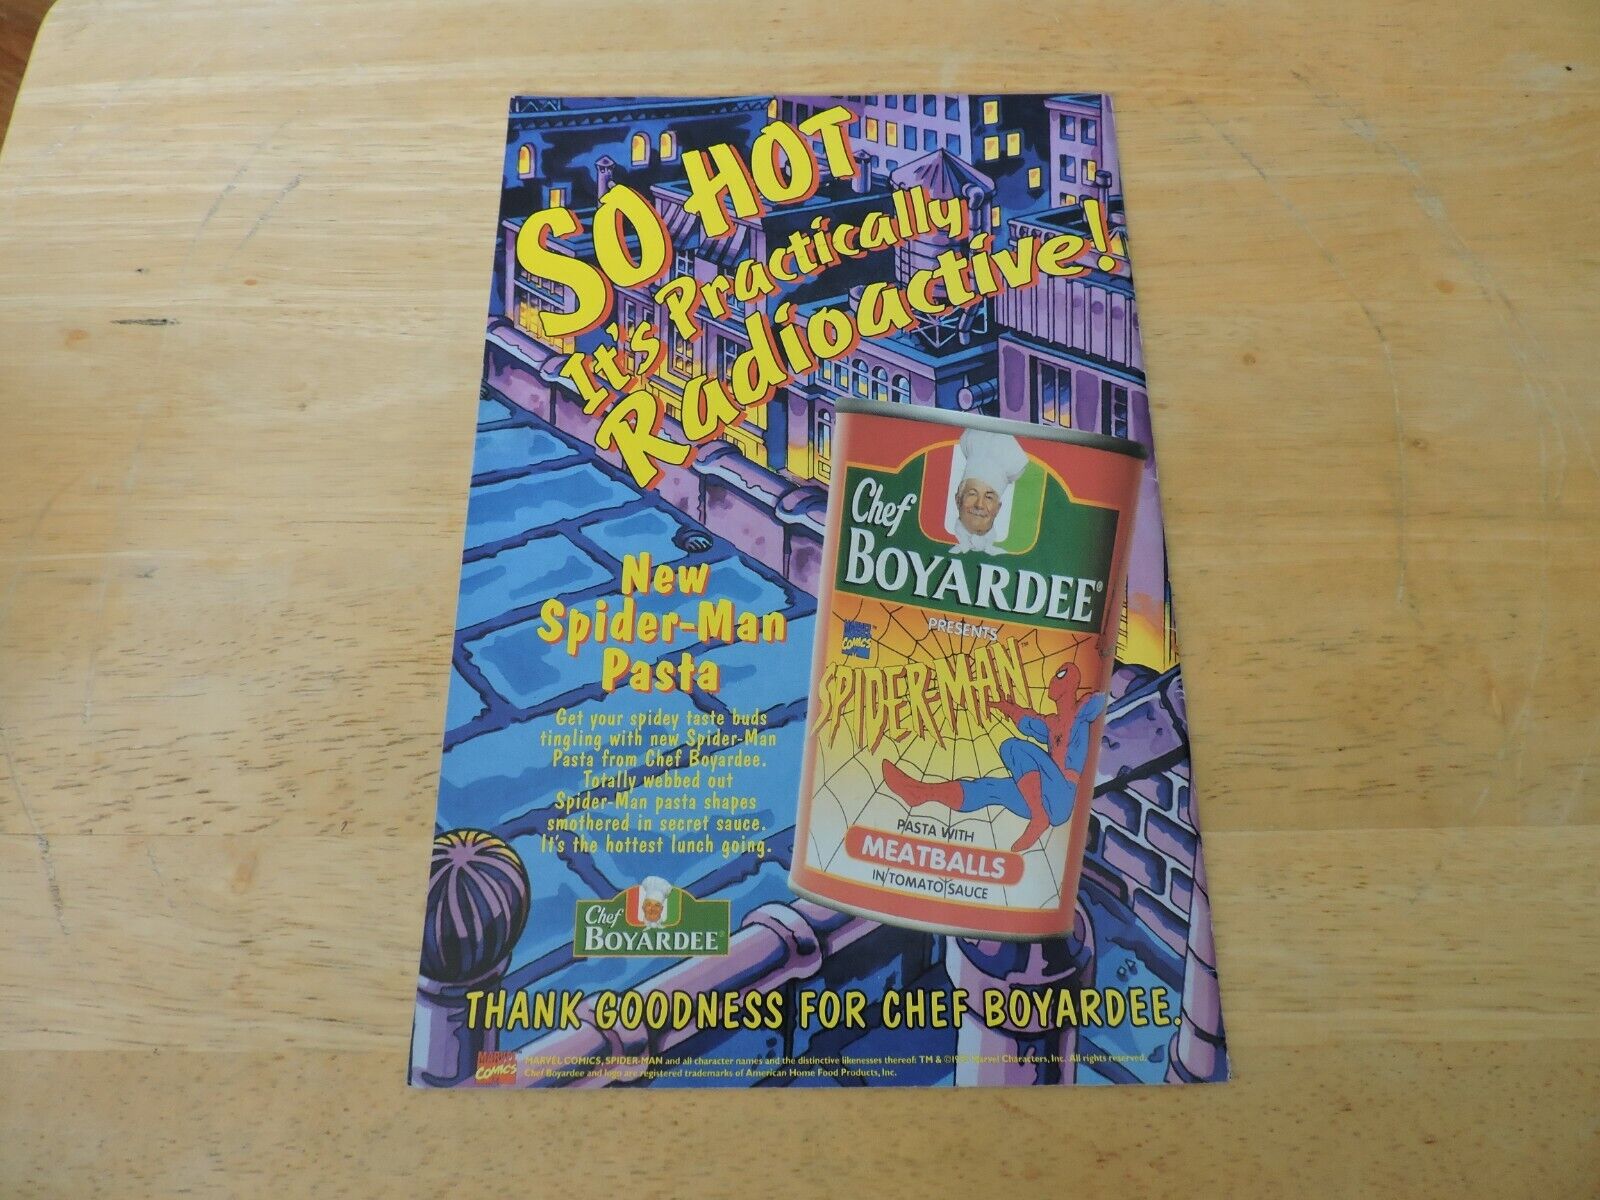 SO HOT
It's Practically
Radioactive!
Chef
BOYARDEE®
PRESENTS
MARVEL™
COMICS
SPIDER-MAN™
PASTA WITH
MEATBALLS
IN TOMATO SAUCE
New
Spider-Man
Pasta
Get your spidey taste buds
tingling with new Spider-Man
Pasta from Chef Boyardee.
Totally webbed out
Spider-Man pasta shapes
smothered in secret sauce.
It's the hottest lunch going.
Chef
BOYARDEE®
THANK GOODNESS FOR CHEF BOYARDEE.
MARVEL
COMICS
MARVEL COMICS, SPIDER-MAN and all character names and the distinctive likenesses thereof: TM & © Marvel Characters, Inc. All rights reserved.
Chef Boyardee and logo are registered trademarks of American Home Food Products, Inc.